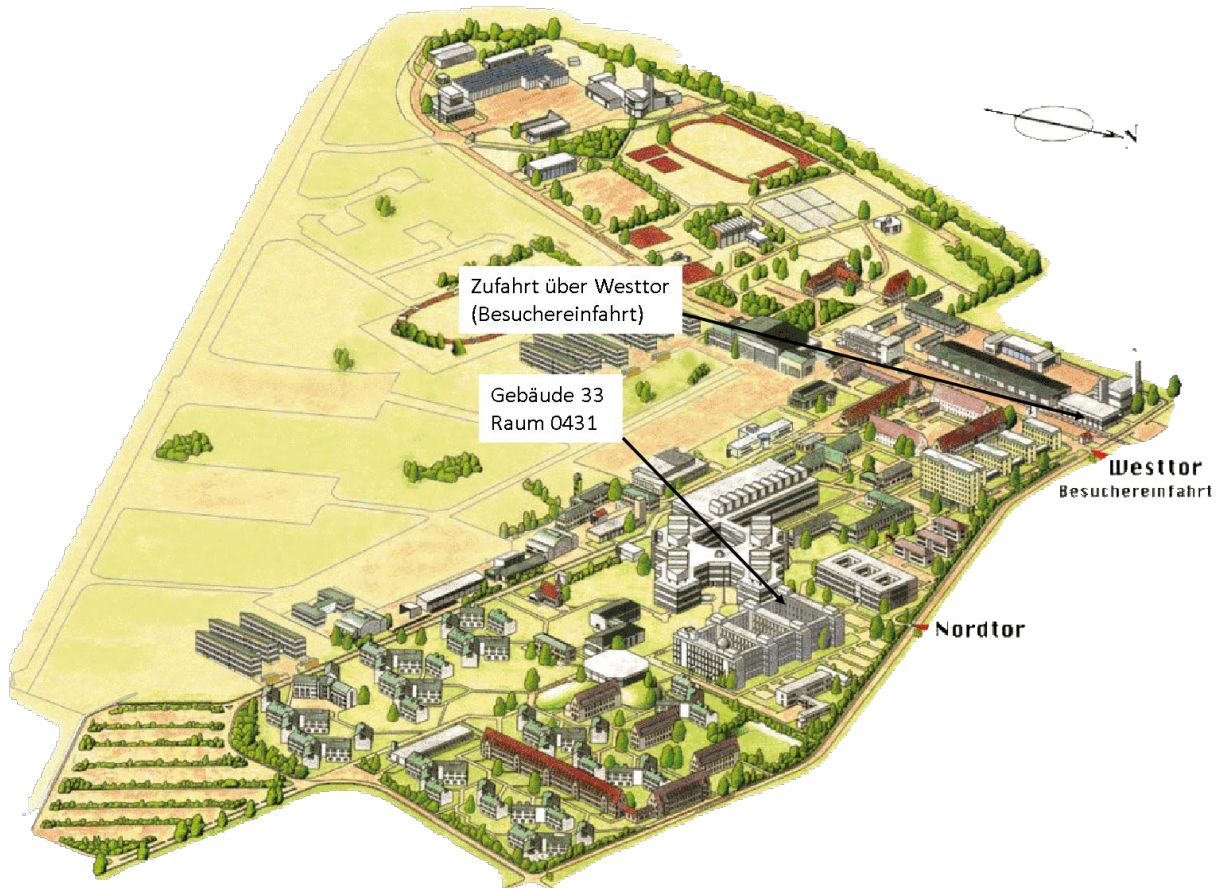 N
Zufahrt über Westtor
(Besuchereinfahrt)
Gebäude 33
Raum 0431
Westtor
Besuchereinfahrt
Nordtor